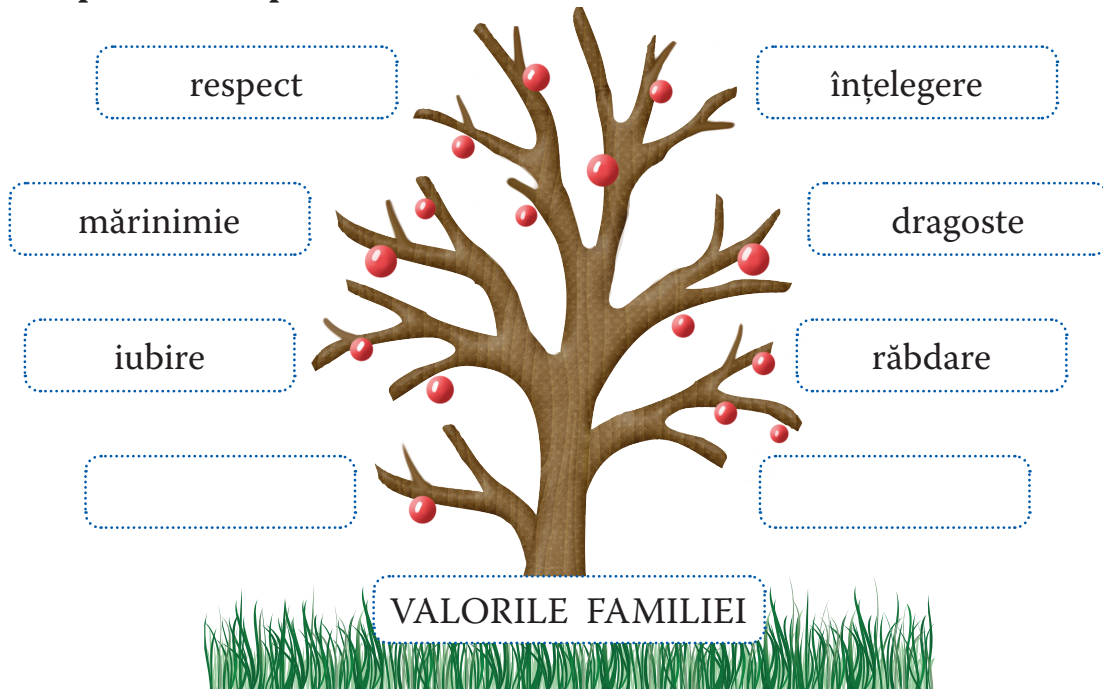 respect
înțelegere
mărinimie
dragoste
iubire
răbdare
VALORILE FAMILIEI